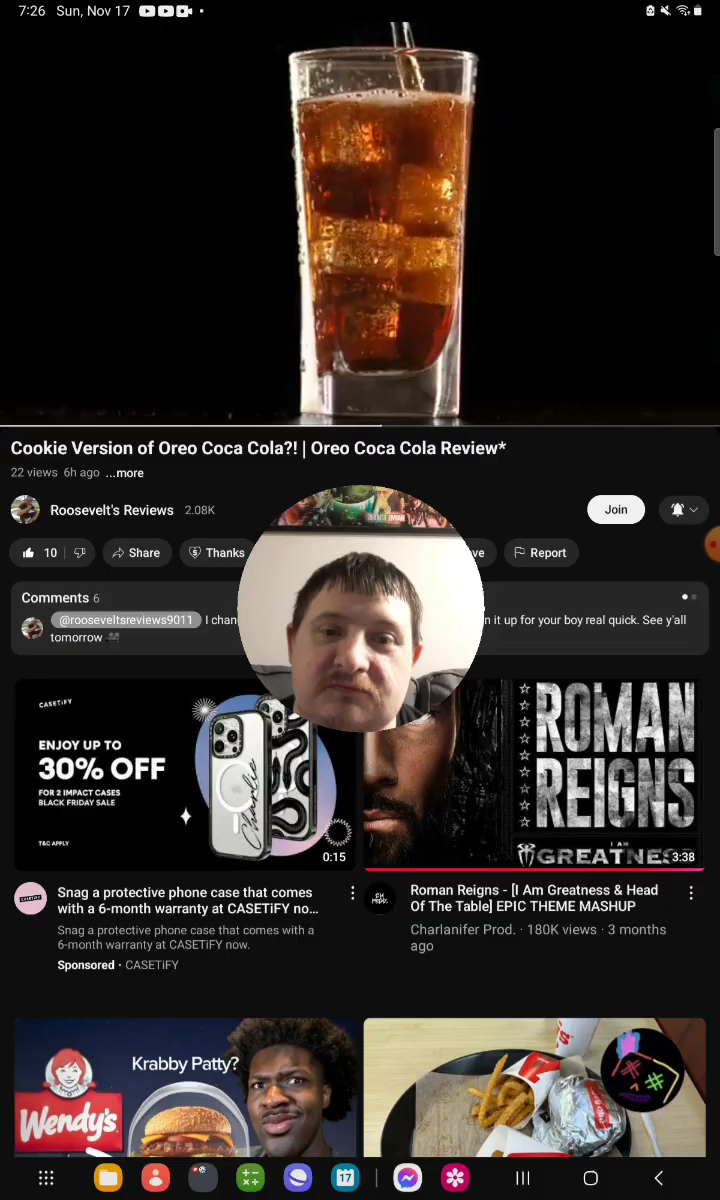 7:26 Sun, Nov 17
Cookie Version of Oreo Coca Cola?! | Oreo Coca Cola Review*
22 views 6h ago ...more
Roosevelt's Reviews 2.08K
Join
10
Share
Thanks
ve
Report
Comments 6
@rooseveltsreviews9011 I chan
n it up for your boy real quick. See y'all
tomorrow
CASETiFY
ENJOY UP TO
30% OFF
FOR 2 IMPACT CASES
BLACK FRIDAY SALE
T&C APPLY
Charlie
0:15
ROMAN
REIGNS
I AM
GREATNES
3:38
Snag a protective phone case that comes
with a 6-month warranty at CASETiFY no...
Snag a protective phone case that comes with a
6-month warranty at CASETiFY now.
Sponsored · CASETiFY
Roman Reigns - [I Am Greatness & Head
Of The Table] EPIC THEME MASHUP
Charlanifer Prod. · 180K views · 3 months
ago
Krabby Patty?
Wendy's
17